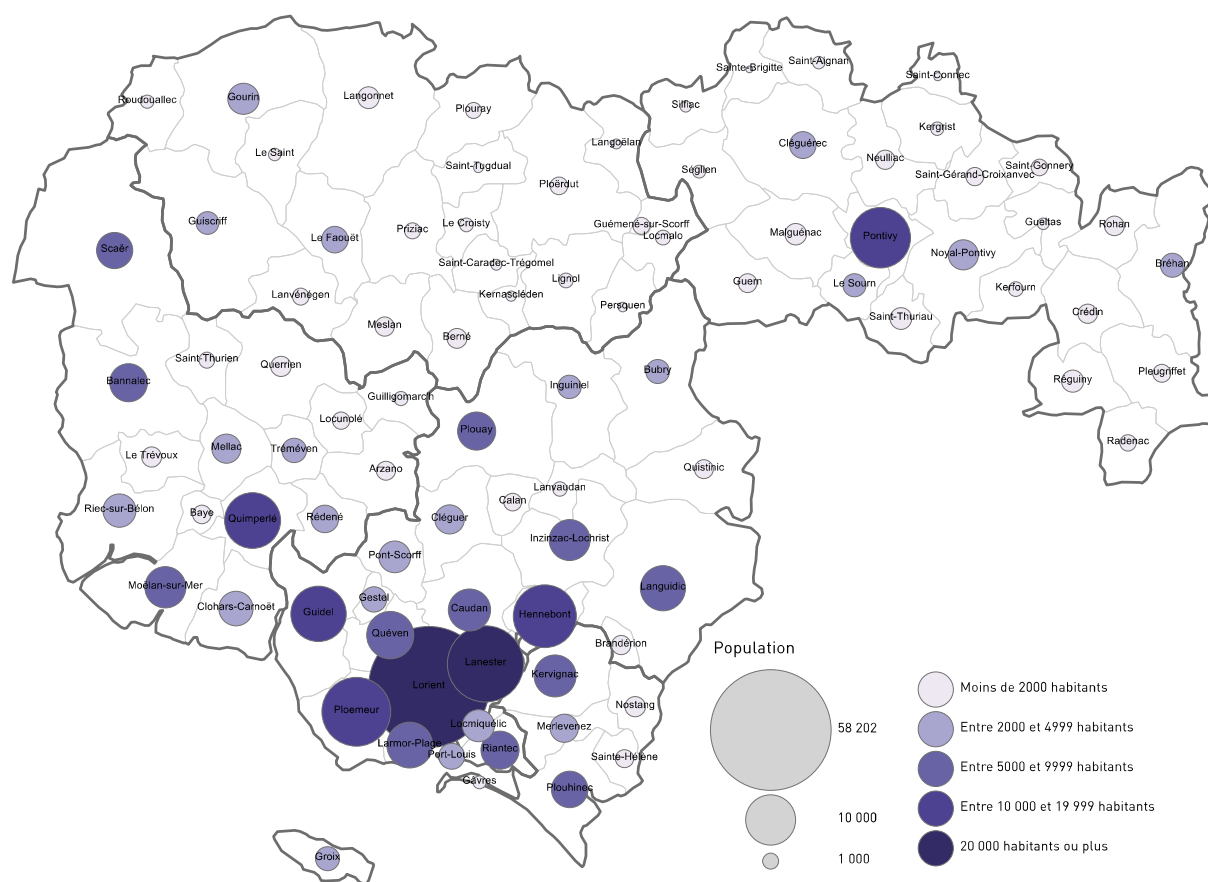 Sainte-Brigitte
Saint-Aignan
Saint-Connec
Roudouallec
Gourin
Langonnet
Plouray
Silfiac
Kergrist
Langoëlan
Cléguérec
Le Saint
Neulliac
Saint-Tugdual
Séglien
Saint-Gonnery
Saint-Gérand-Croixanvec
Ploërdut
Guiscriff
Le Faouët
Priziac
Le Croisty
Guémené-sur-Scorff
Locmalo
Malguénac
Pontivy
Gueltas
Rohan
Scaër
Noyal-Pontivy
Bréhan
Saint-Caradec-Trégomel
Lignol
Guern
Le Sourn
Kerfourn
Lanvénégen
Kernascléden
Persquen
Crédin
Saint-Thuriau
Meslan
Berné
Saint-Thurien
Querrien
Bubry
Pleugriffet
Bannalec
Inguiniel
Réguiny
Guilligomarc'h
Locunolé
Plouay
Radenac
Mellac
Tréméven
Le Trévoux
Arzano
Quistinic
Lanvaudan
Calan
Riec-sur-Bélon
Baye
Quimperlé
Rédené
Cléguer
Inzinzac-Lochrist
Pont-Scorff
Moëlan-sur-Mer
Languidic
Clohars-Carnoët
Gestel
Guidel
Caudan
Hennebont
Quéven
Brandérion
Population
Lanester
Kervignac
Lorient
Moins de 2000 habitants
Ploemeur
Nostang
Locmiquélic
Merlevenez
58 202
Entre 2000 et 4999 habitants
Larmor-Plage
Port-Louis
Riantec
Sainte-Hélène
Entre 5000 et 9999 habitants
Gâvres
Plouhinec
Entre 10 000 et 19 999 habitants
10 000
20 000 habitants ou plus
Groix
1 000